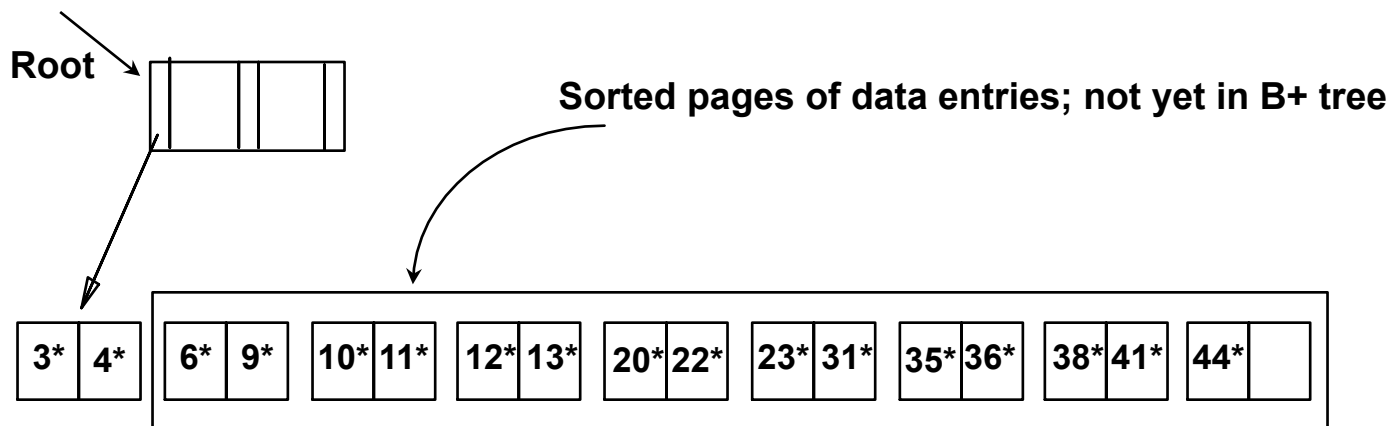 Root
Sorted pages of data entries; not yet in B+ tree
3* 4* 6* 9* 10* 11* 12* 13* 20* 22* 23* 31* 35* 36* 38* 41* 44*